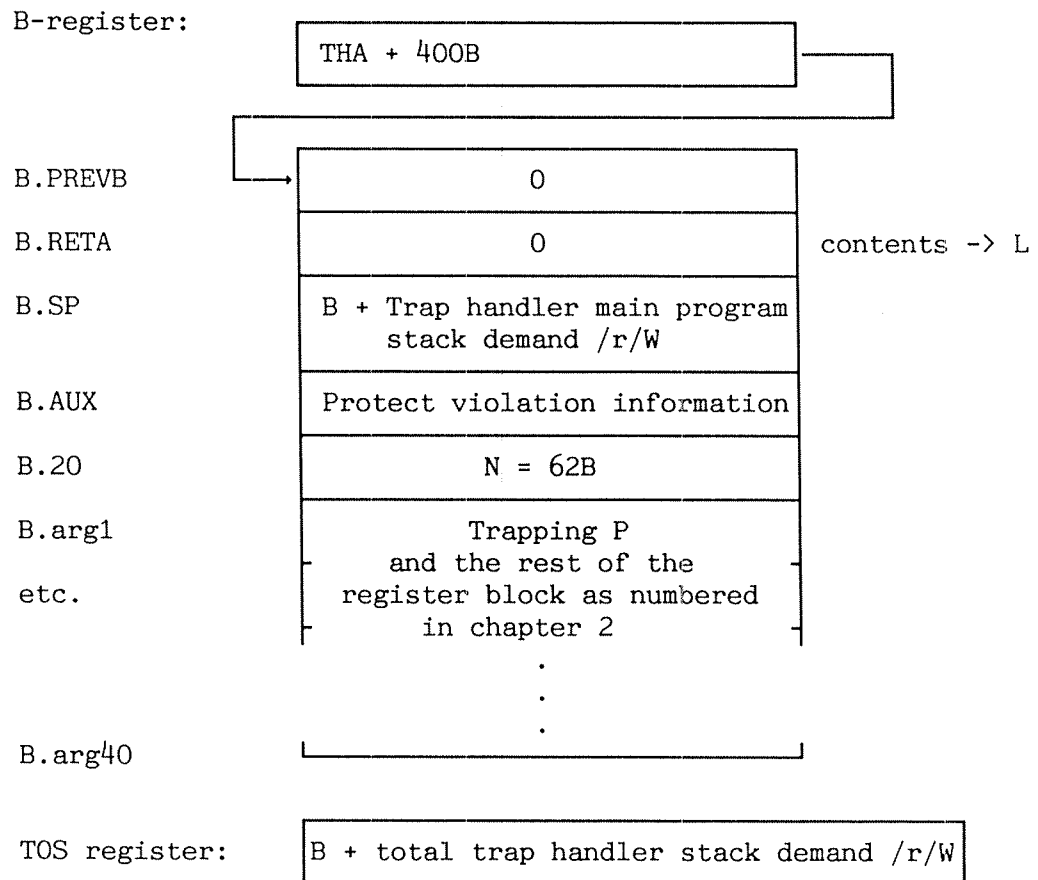 B-register:
THA + 400B
B.PREVB 0
B.RETA 0 contents -> L
B.SP B + Trap handler main program
stack demand /r/W
B.AUX Protect violation information
B.20 N = 62B
B.arg1 Trapping P
and the rest of the
etc. register block as numbered
in chapter 2
.
.
.
B.arg40
TOS register: B + total trap handler stack demand /r/W